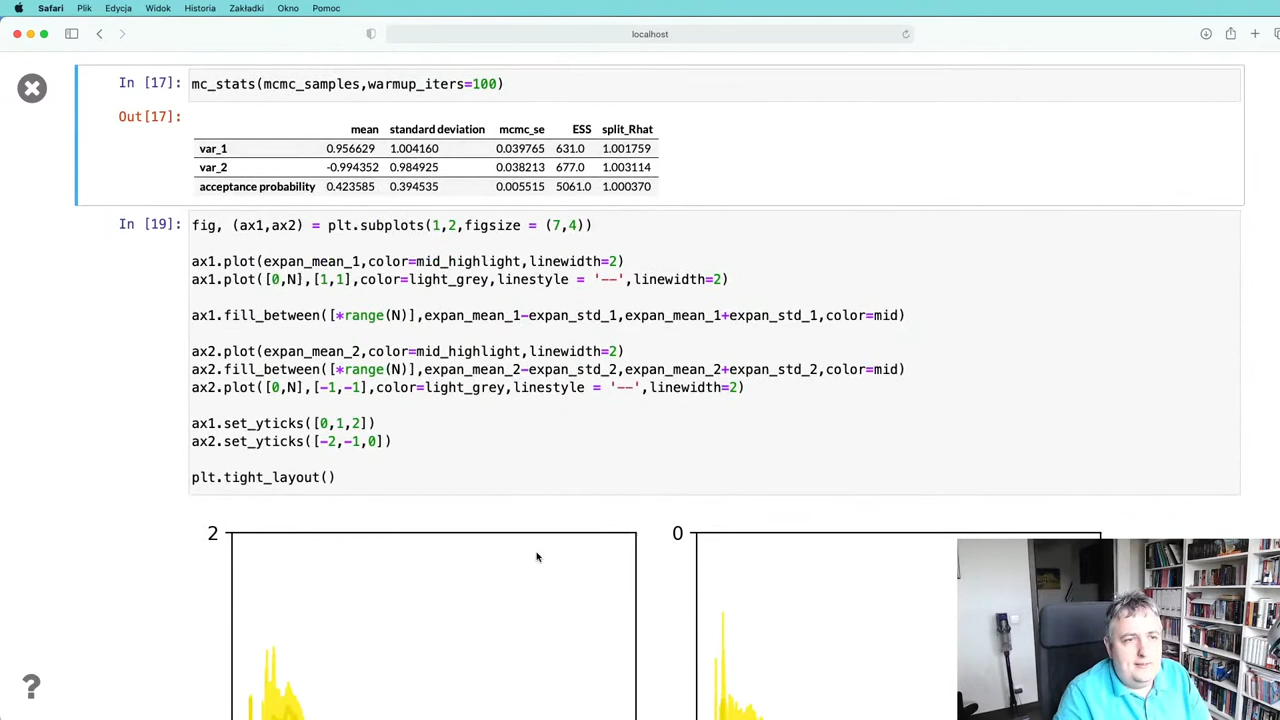 Safari Plik Edycja Widok Historia Zakładki Okno Pomoc
localhost
In [17]: mc_stats(mcmc_samples,warmup_iters=100)
Out[17]:
mean standard deviation mcmc_se ESS split_Rhat
var_1 0.956629 1.004160 0.039765 631.0 1.001759
var_2 -0.994352 0.984925 0.038213 677.0 1.003114
acceptance probability 0.423585 0.394535 0.005515 5061.0 1.000370
In [19]: fig, (ax1,ax2) = plt.subplots(1,2,figsize = (7,4))
ax1.plot(expan_mean_1,color=mid_highlight,linewidth=2)
ax1.plot([0,N],[1,1],color=light_grey,linestyle = '--',linewidth=2)
ax1.fill_between([*range(N)],expan_mean_1-expan_std_1,expan_mean_1+expan_std_1,color=mid)
ax2.plot(expan_mean_2,color=mid_highlight,linewidth=2)
ax2.fill_between([*range(N)],expan_mean_2-expan_std_2,expan_mean_2+expan_std_2,color=mid)
ax2.plot([0,N],[-1,-1],color=light_grey,linestyle = '--',linewidth=2)
ax1.set_yticks([0,1,2])
ax2.set_yticks([-2,-1,0])
plt.tight_layout()
2 0
?